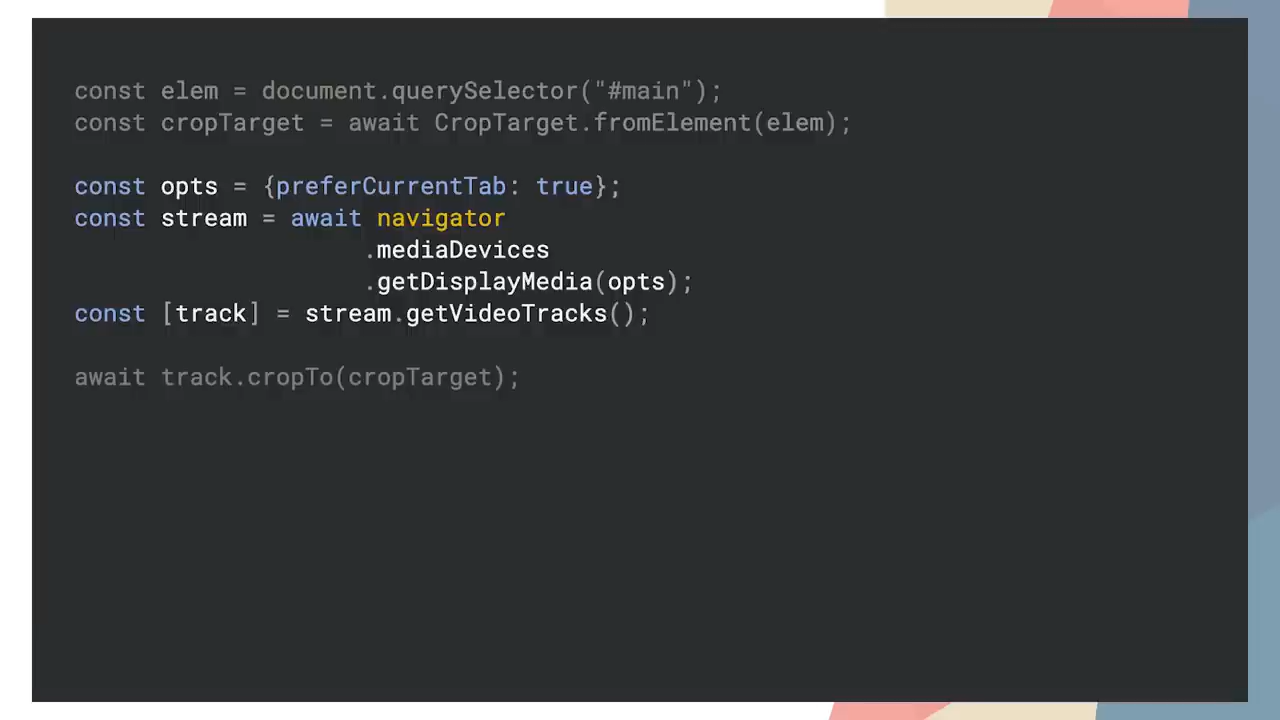 const elem = document.querySelector("#main");
const cropTarget = await CropTarget.fromElement(elem);
const opts = {preferCurrentTab: true};
const stream = await navigator
.mediaDevices
.getDisplayMedia(opts);
const [track] = stream.getVideoTracks();
await track.cropTo(cropTarget);